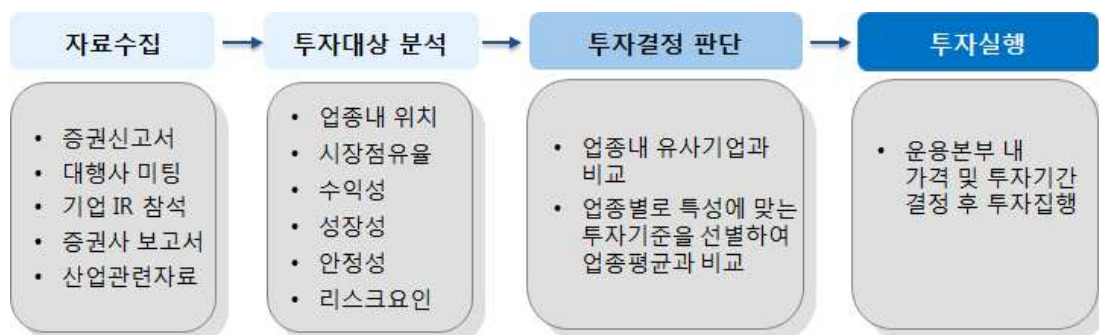 자료수집
투자대상 분석
투자결정 판단
투자실행
• 증권신고서
• 대행사 미팅
• 기업 IR 참석
• 증권사 보고서
• 산업관련자료
• 업종내 위치
• 시장점유율
• 수익성
• 성장성
• 안정성
• 리스크요인
• 업종내 유사기업과
비교
• 업종별로 특성에 맞는
투자기준을 선별하여
업종평균과 비교
• 운용본부 내
가격 및 투자기간
결정 후 투자집행